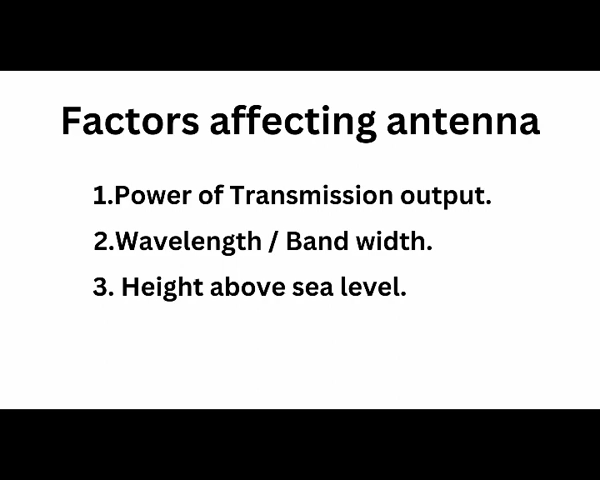 Factors affecting antenna
1.Power of Transmission output.
2.Wavelength / Band width.
3. Height above sea level.